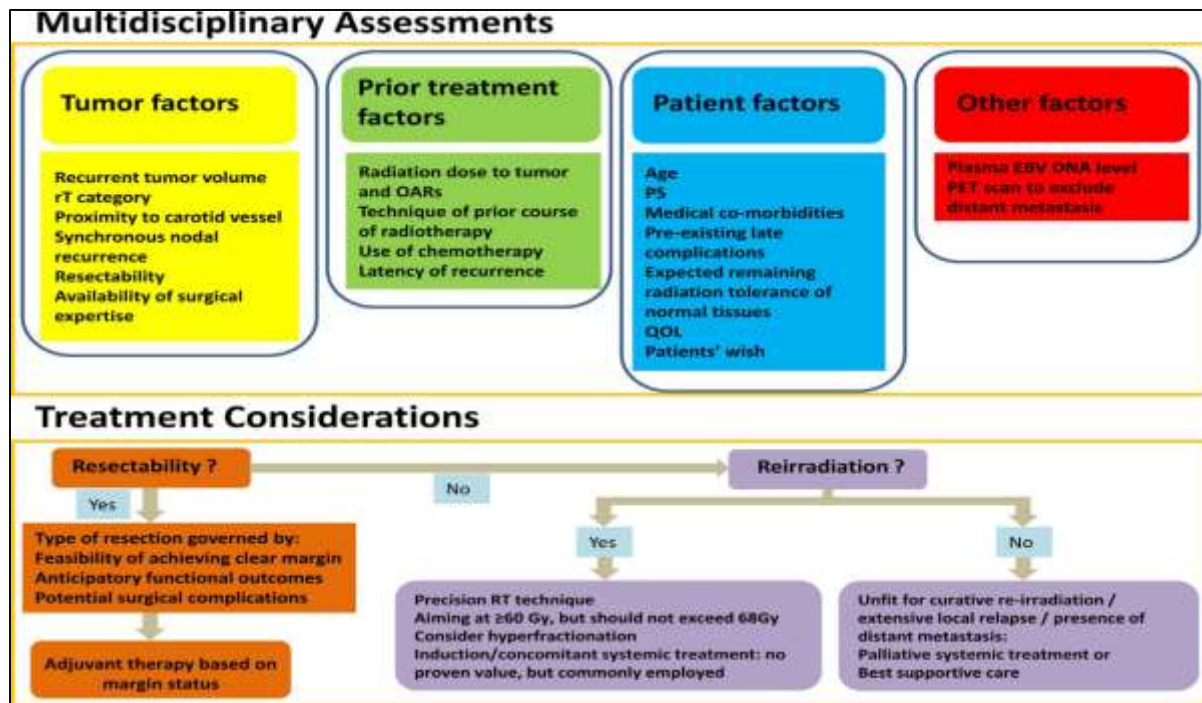 Multidisciplinary Assessments
Tumor factors
Recurrent tumor volume
rT category
Proximity to carotid vessel
Synchronous nodal
recurrence
Resectability
Availability of surgical
expertise
Prior treatment
factors
Radiation dose to tumor
and OARs
Technique of prior course
of radiotherapy
Use of chemotherapy
Latency of recurrence
Patient factors
Age
PS
Medical co-morbidities
Pre-existing late
complications
Expected remaining
radiation tolerance of
normal tissues
QOL
Patients' wish
Other factors
Plasma EBV DNA level
PET scan to exclude
distant metastasis
Treatment Considerations
Resectability ?
No
Reirradiation ?
Yes
Type of resection governed by:
Feasibility of achieving clear margin
Anticipatory functional outcomes
Potential surgical complications
Adjuvant therapy based on
margin status
Yes
Precision RT technique
Aiming at ≥60 Gy, but should not exceed 68Gy
Consider hyperfractionation
Induction/concomitant systemic treatment: no
proven value, but commonly employed
No
Unfit for curative re-irradiation /
extensive local relapse / presence of
distant metastasis:
Palliative systemic treatment or
Best supportive care